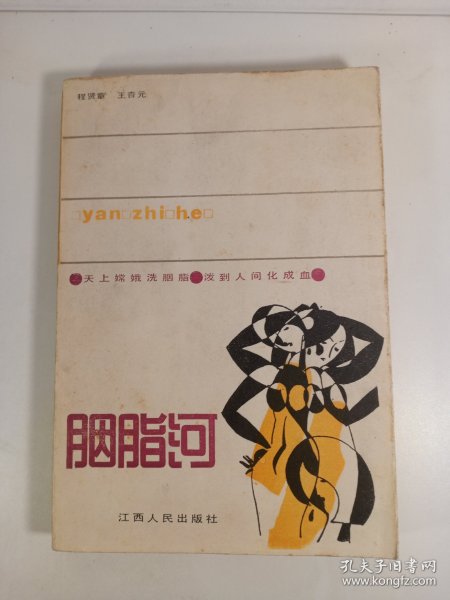 程贤章 王杏元
yan zhi he
天上嫦娥洗胭脂 泼到人间化成血
胭脂河
江西人民出版社
孔夫子旧书网
www.kongfz.com